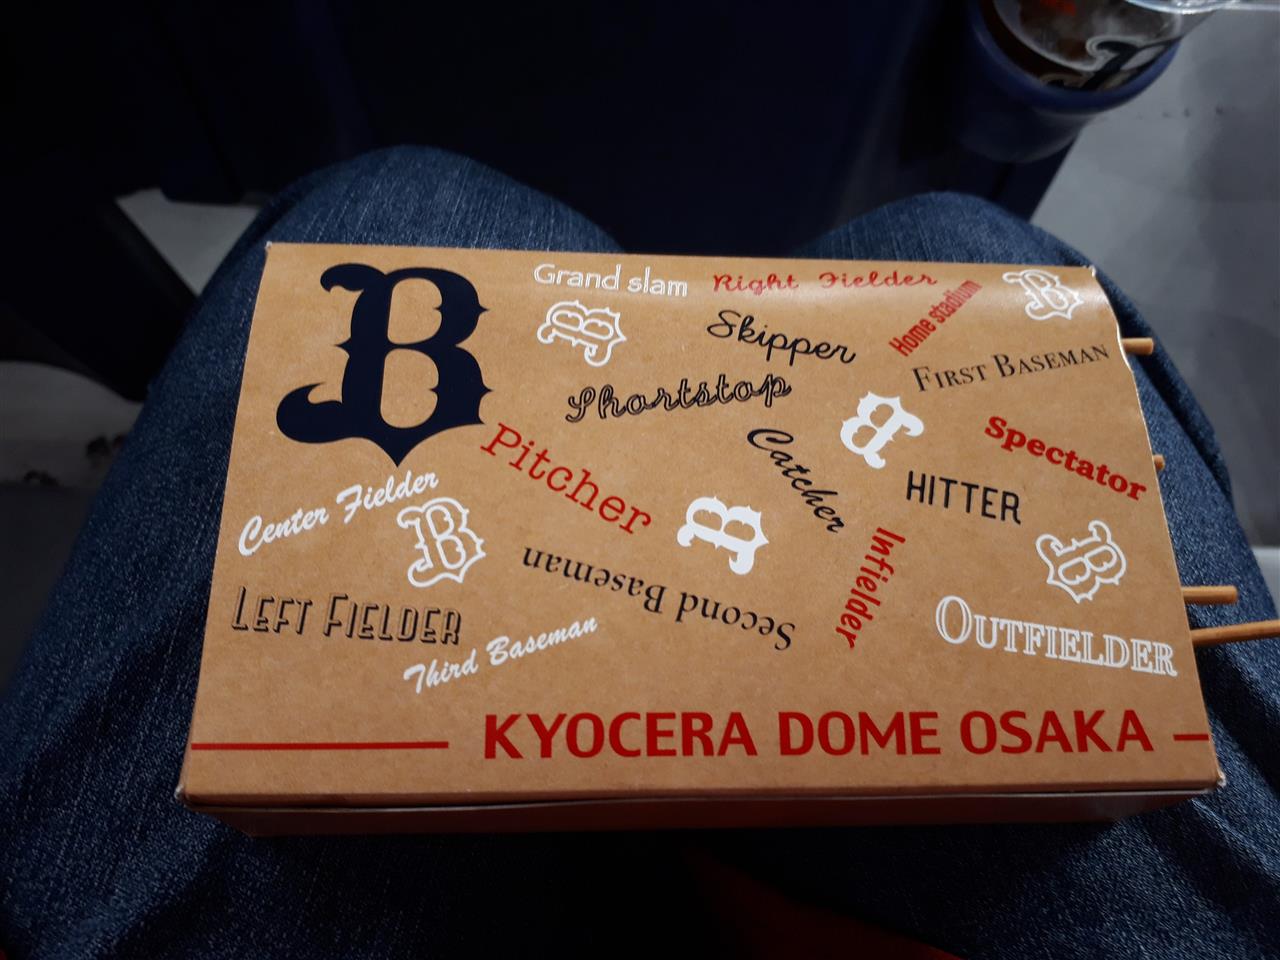 B
Grand slam
Right Fielder
B
B
Home stadium
Skipper
First Baseman
Shortstop
B
Spectator
Pitcher
Catcher
HITTER
Center Fielder
B
B
Infielder
B
Second Baseman
Left Fielder
Outfielder
Third Baseman
KYOCERA DOME OSAKA